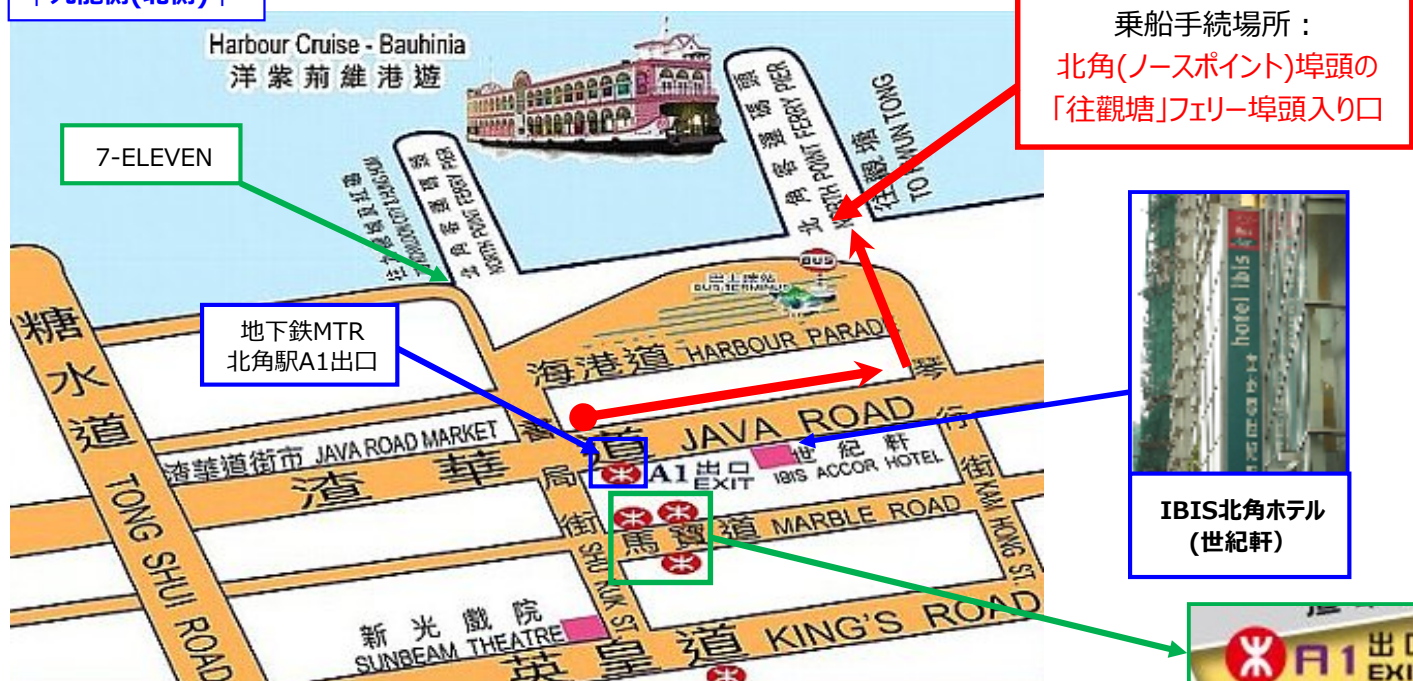 Harbour Cruise - Bauhinia
洋紫荊維港遊
乗船手続場所：
北角(ノースポイント)埠頭の
「往觀塘」フェリー埠頭入り口
7-ELEVEN
北角客運碼頭
NORTH POINT FERRY PIER
北角客運碼頭
NORTH POINT FERRY PIER
往觀塘
TO KWUN TONG
巴士總站
BUS TERMINUS
BUS
地下鉄MTR
北角駅A1出口
海港道 HARBOUR PARADE
糖水道
TONG SHUI ROAD
渣華道街市 JAVA ROAD MARKET
渣華道 JAVA ROAD
A1 出口
EXIT
世紀軒
IBIS ACCOR HOTEL
書局街
SHU KUK ST.
琴行街
KAM HONG ST.
馬寶道 MARBLE ROAD
新光戲院
SUNBEAM THEATRE
英皇道 KING'S ROAD
hotel ibis
IBIS北角ホテル
(世紀軒）
A1 出口
EXIT